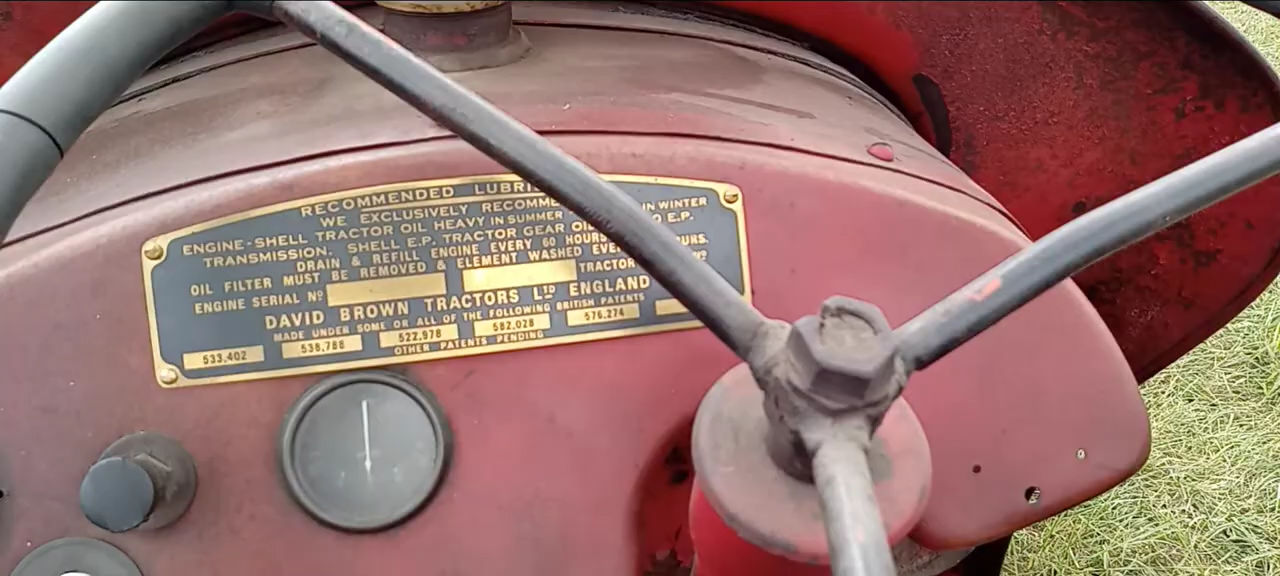 RECOMMENDED LUBRI
WE EXCLUSIVELY RECOMME
ENGINE-SHELL TRACTOR OIL HEAVY IN SUMMER IN WINTER
TRANSMISSION. SHELL E.P. TRACTOR GEAR OIL E.P.
DRAIN & REFILL ENGINE EVERY 60 HOURS
OIL FILTER MUST BE REMOVED & ELEMENT WASHED EVE URS.
ENGINE SERIAL Nº TRACTOR Nº
DAVID BROWN TRACTORS LTD ENGLAND
MADE UNDER SOME OR ALL OF THE FOLLOWING BRITISH PATENTS
533,402 538,788 522,978 582,028 576,274
OTHER PATENTS PENDING